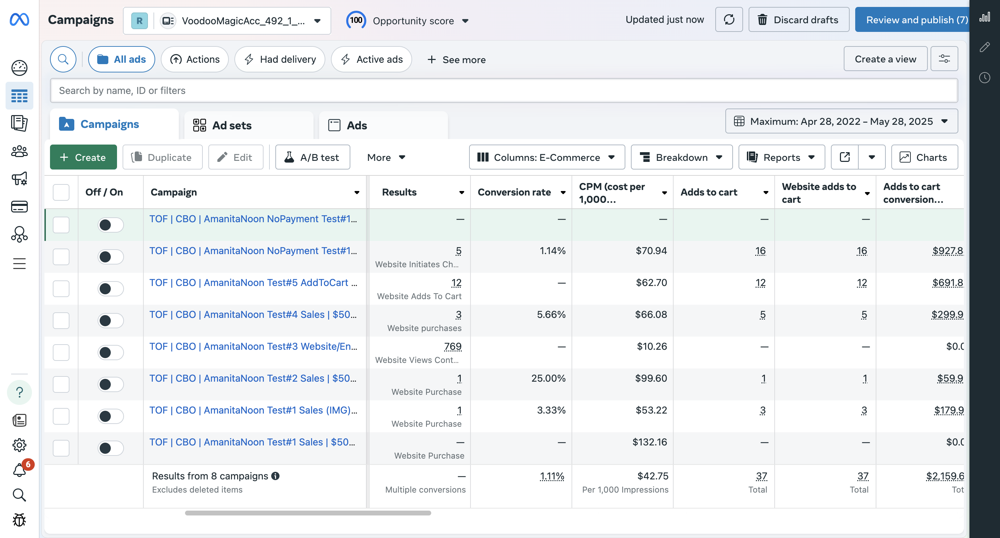 Campaigns
R
VoodooMagicAcc_492_1_...
100
Opportunity score
Updated just now
Discard drafts
Review and publish (7)
All ads
Actions
Had delivery
Active ads
+ See more
Create a view
Search by name, ID or filters
Campaigns
Ad sets
Ads
Maximum: Apr 28, 2022 – May 28, 2025
+ Create
Duplicate
Edit
A/B test
More
Columns: E-Commerce
Breakdown
Reports
Charts
Off / On
Campaign
Results
Conversion rate
CPM (cost per
1,000...
Adds to cart
Website adds to
cart
Adds to cart
conversion...
TOF | CBO | AmanitaNoon NoPayment Test#1... — — — — —
TOF | CBO | AmanitaNoon NoPayment Test#1... 5 1.14% $70.94 16 16 $927.8
Website Initiates Ch...
TOF | CBO | AmanitaNoon Test#5 AddToCart ... 12 — $62.70 12 12 $691.8
Website Adds To Cart
TOF | CBO | AmanitaNoon Test#4 Sales | $50... 3 5.66% $66.08 5 5 $299.9
Website purchases
TOF | CBO | AmanitaNoon Test#3 Website/En... 769 — $10.26 — — $0.0
Website Views Cont...
TOF | CBO | AmanitaNoon Test#2 Sales | $50... 1 25.00% $99.60 1 1 $59.9
Website Purchase
TOF | CBO | AmanitaNoon Test#1 Sales (IMG)... 1 3.33% $53.22 3 3 $179.9
Website Purchase
TOF | CBO | AmanitaNoon Test#1 Sales | $50... — — $132.16 — — $0.0
Website Purchase
Results from 8 campaigns — 1.11% $42.75 37 37 $2,159.6
Excludes deleted items Multiple conversions Per 1,000 Impressions Total Total Tot
?
6